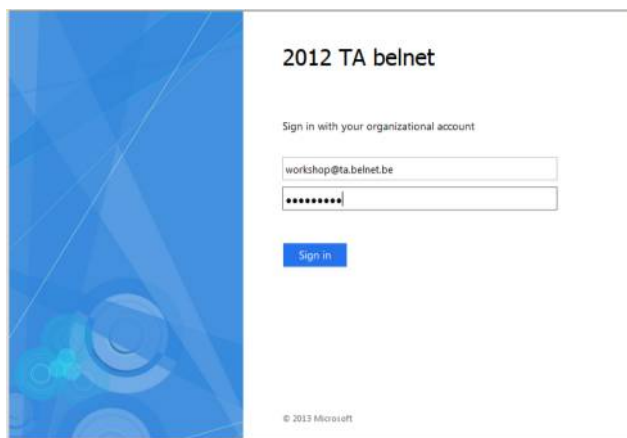 2012 TA belnet
Sign in with your organizational account
workshop@ta.belnet.be
•••••••••
Sign in
© 2013 Microsoft